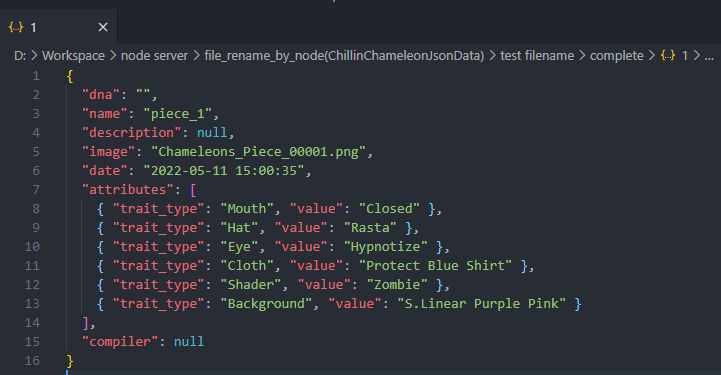 {..} 1 ×
D: > Workspace > node server > file_rename_by_node(ChillinChameleonJsonData) > test filename > complete > {..} 1 > ...
1 {
2 "dna": "",
3 "name": "piece_1",
4 "description": null,
5 "image": "Chameleons_Piece_00001.png",
6 "date": "2022-05-11 15:00:35",
7 "attributes": [
8 { "trait_type": "Mouth", "value": "Closed" },
9 { "trait_type": "Hat", "value": "Rasta" },
10 { "trait_type": "Eye", "value": "Hypnotize" },
11 { "trait_type": "Cloth", "value": "Protect Blue Shirt" },
12 { "trait_type": "Shader", "value": "Zombie" },
13 { "trait_type": "Background", "value": "S.Linear Purple Pink" }
14 ],
15 "compiler": null
16 }